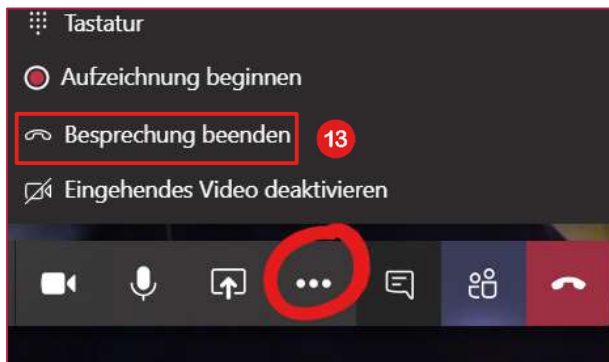 Tastatur
Aufzeichnung beginnen
Besprechung beenden 13
Eingehendes Video deaktivieren